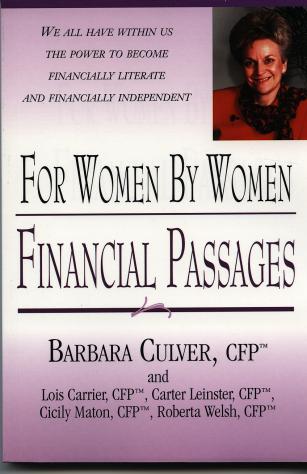 WE ALL HAVE WITHIN US
THE POWER TO BECOME
FINANCIALLY LITERATE
AND FINANCIALLY INDEPENDENT
FOR WOMEN BY WOMEN
FINANCIAL PASSAGES
BARBARA CULVER, CFP™
and
Lois Carrier, CFP™, Carter Leinster, CFP™,
Cicily Maton, CFP™, Roberta Welsh, CFP™